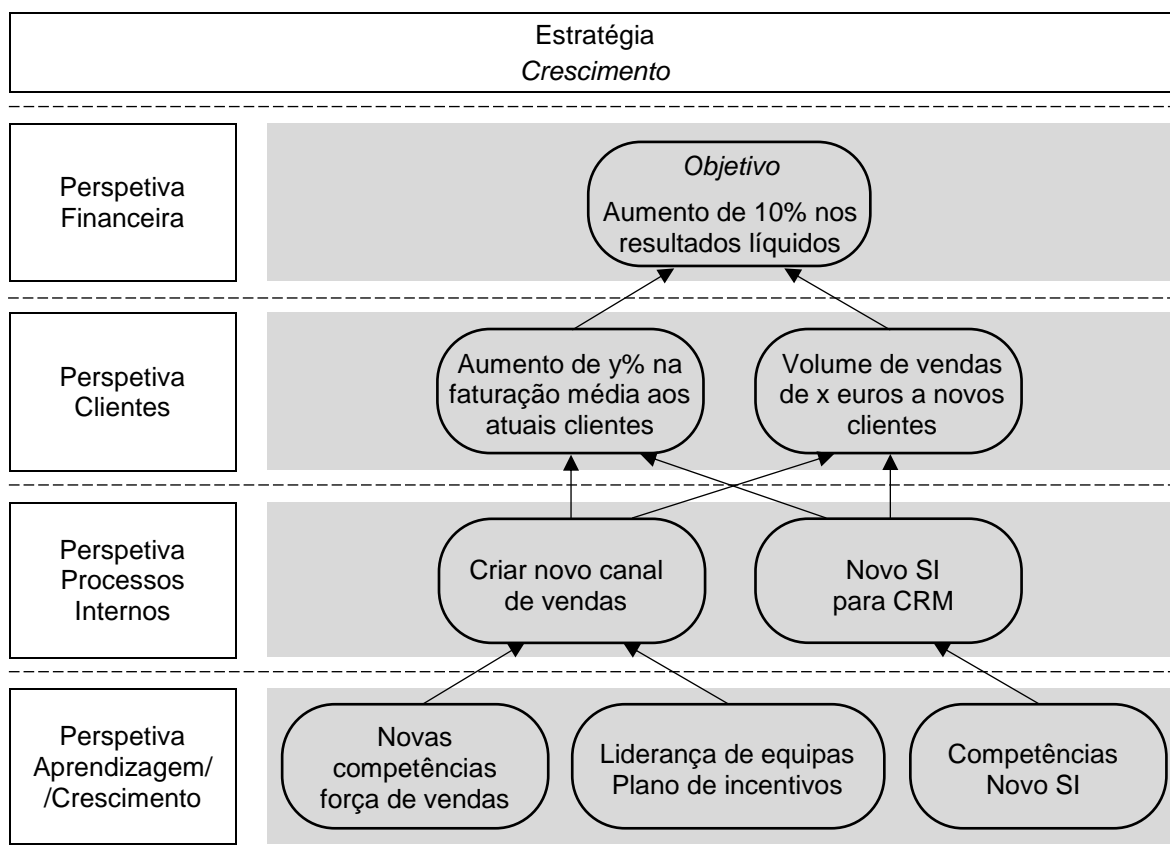 Estratégia
Crescimento
Perspetiva
Financeira
Objetivo
Aumento de 10% nos
resultados líquidos
Perspetiva
Clientes
Aumento de y% na
faturação média aos
atuais clientes
Volume de vendas
de x euros a novos
clientes
Perspetiva
Processos
Internos
Criar novo canal
de vendas
Novo SI
para CRM
Perspetiva
Aprendizagem/
/Crescimento
Novas
competências
força de vendas
Liderança de equipas
Plano de incentivos
Competências
Novo SI